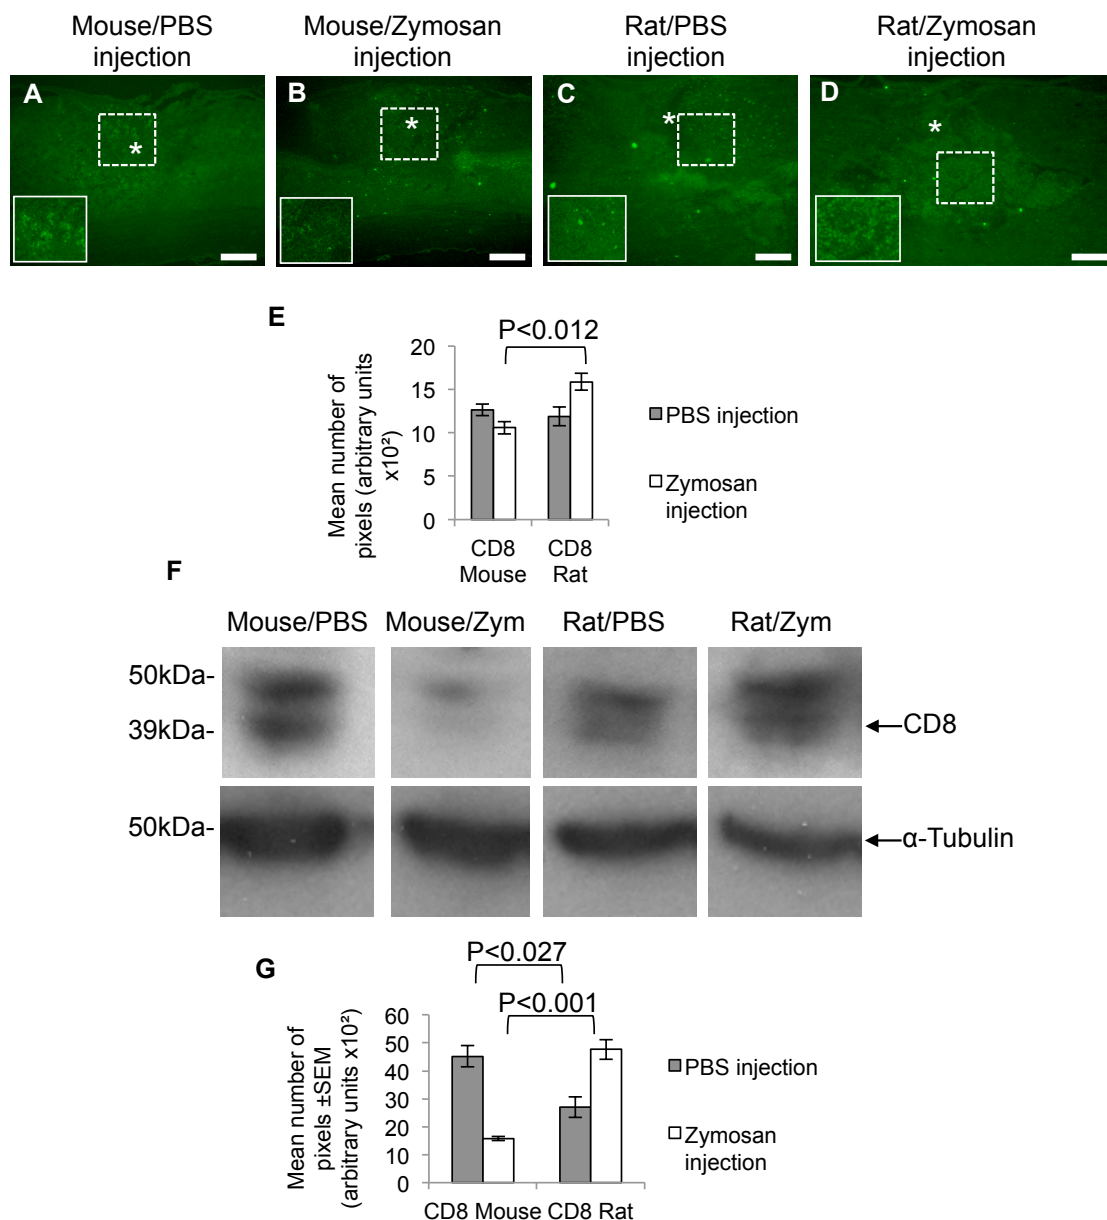 Mouse/PBS
injection
Mouse/Zymosan
injection
Rat/PBS
injection
Rat/Zymosan
injection
A
*
B
*
C
*
D
*
E
P<0.012
Mean number of
pixels (arbitrary units
x10²)
20
15
10
5
0
CD8
Mouse
CD8
Rat
PBS injection
Zymosan
injection
F
Mouse/PBS
Mouse/Zym
Rat/PBS
Rat/Zym
50kDa-
39kDa-
CD8
50kDa-
α-Tubulin
G
P<0.027
P<0.001
Mean number of
pixels ±SEM
(arbitrary units x10²)
60
50
40
30
20
10
0
CD8 Mouse CD8 Rat
PBS injection
Zymosan
injection